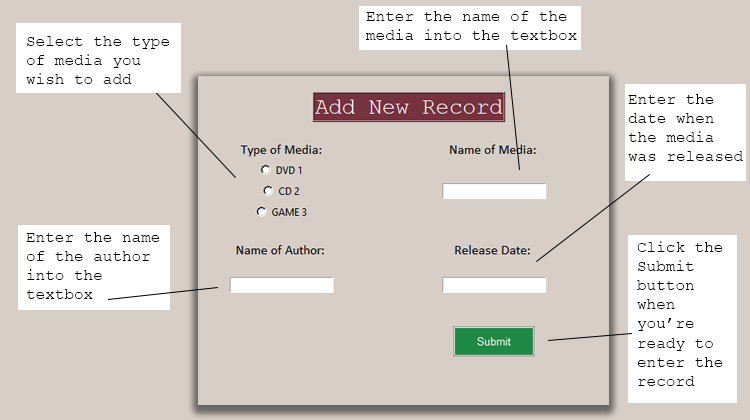 Enter the name of the
media into the textbox
Select the type
of media you
wish to add
Add New Record
Enter the
date when
the media
was released
Type of Media:
DVD 1
CD 2
GAME 3
Name of Media:
Enter the name
of the author
into the
textbox
Name of Author:
Release Date:
Click the
Submit
button
when
you’re
ready to
enter the
record
Submit